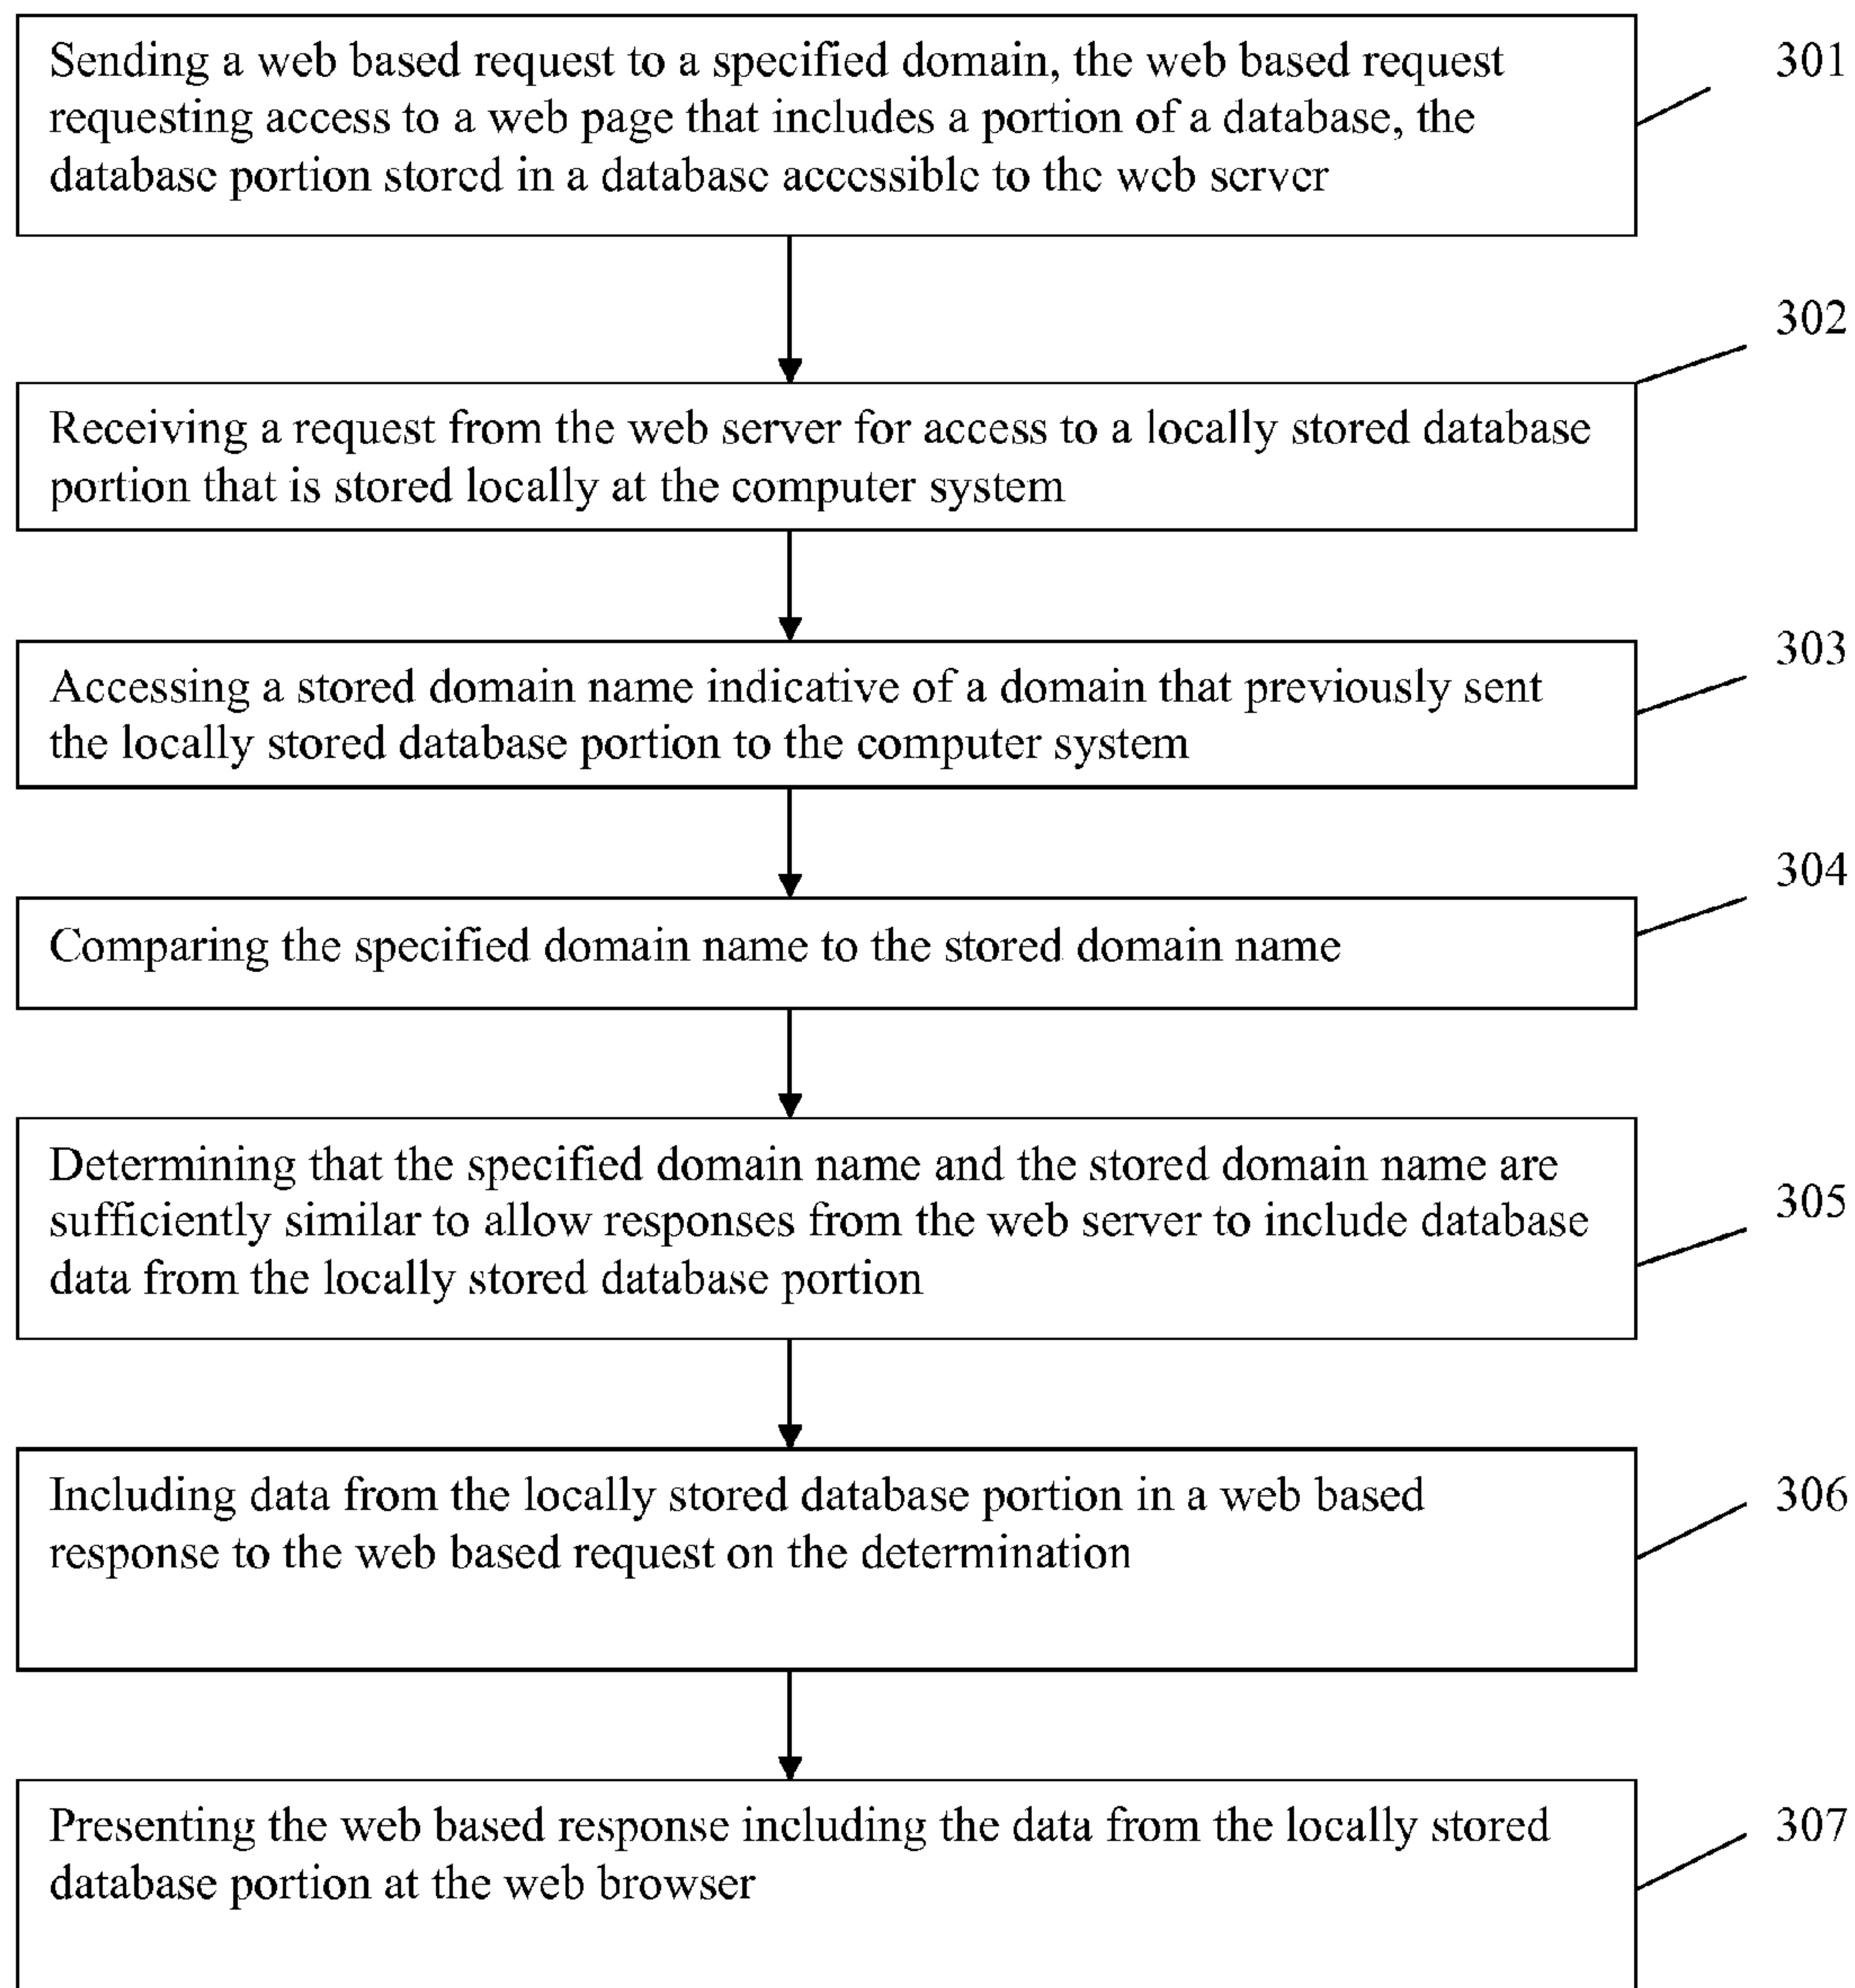 Sending a web based request to a specified domain, the web based request
requesting access to a web page that includes a portion of a database, the
database portion stored in a database accessible to the web server
301
302
Receiving a request from the web server for access to a locally stored database
portion that is stored locally at the computer system
303
Accessing a stored domain name indicative of a domain that previously sent
the locally stored database portion to the computer system
304
Comparing the specified domain name to the stored domain name
Determining that the specified domain name and the stored domain name are
sufficiently similar to allow responses from the web server to include database
data from the locally stored database portion
305
Including data from the locally stored database portion in a web based
response to the web based request on the determination
306
Presenting the web based response including the data from the locally stored
database portion at the web browser
307